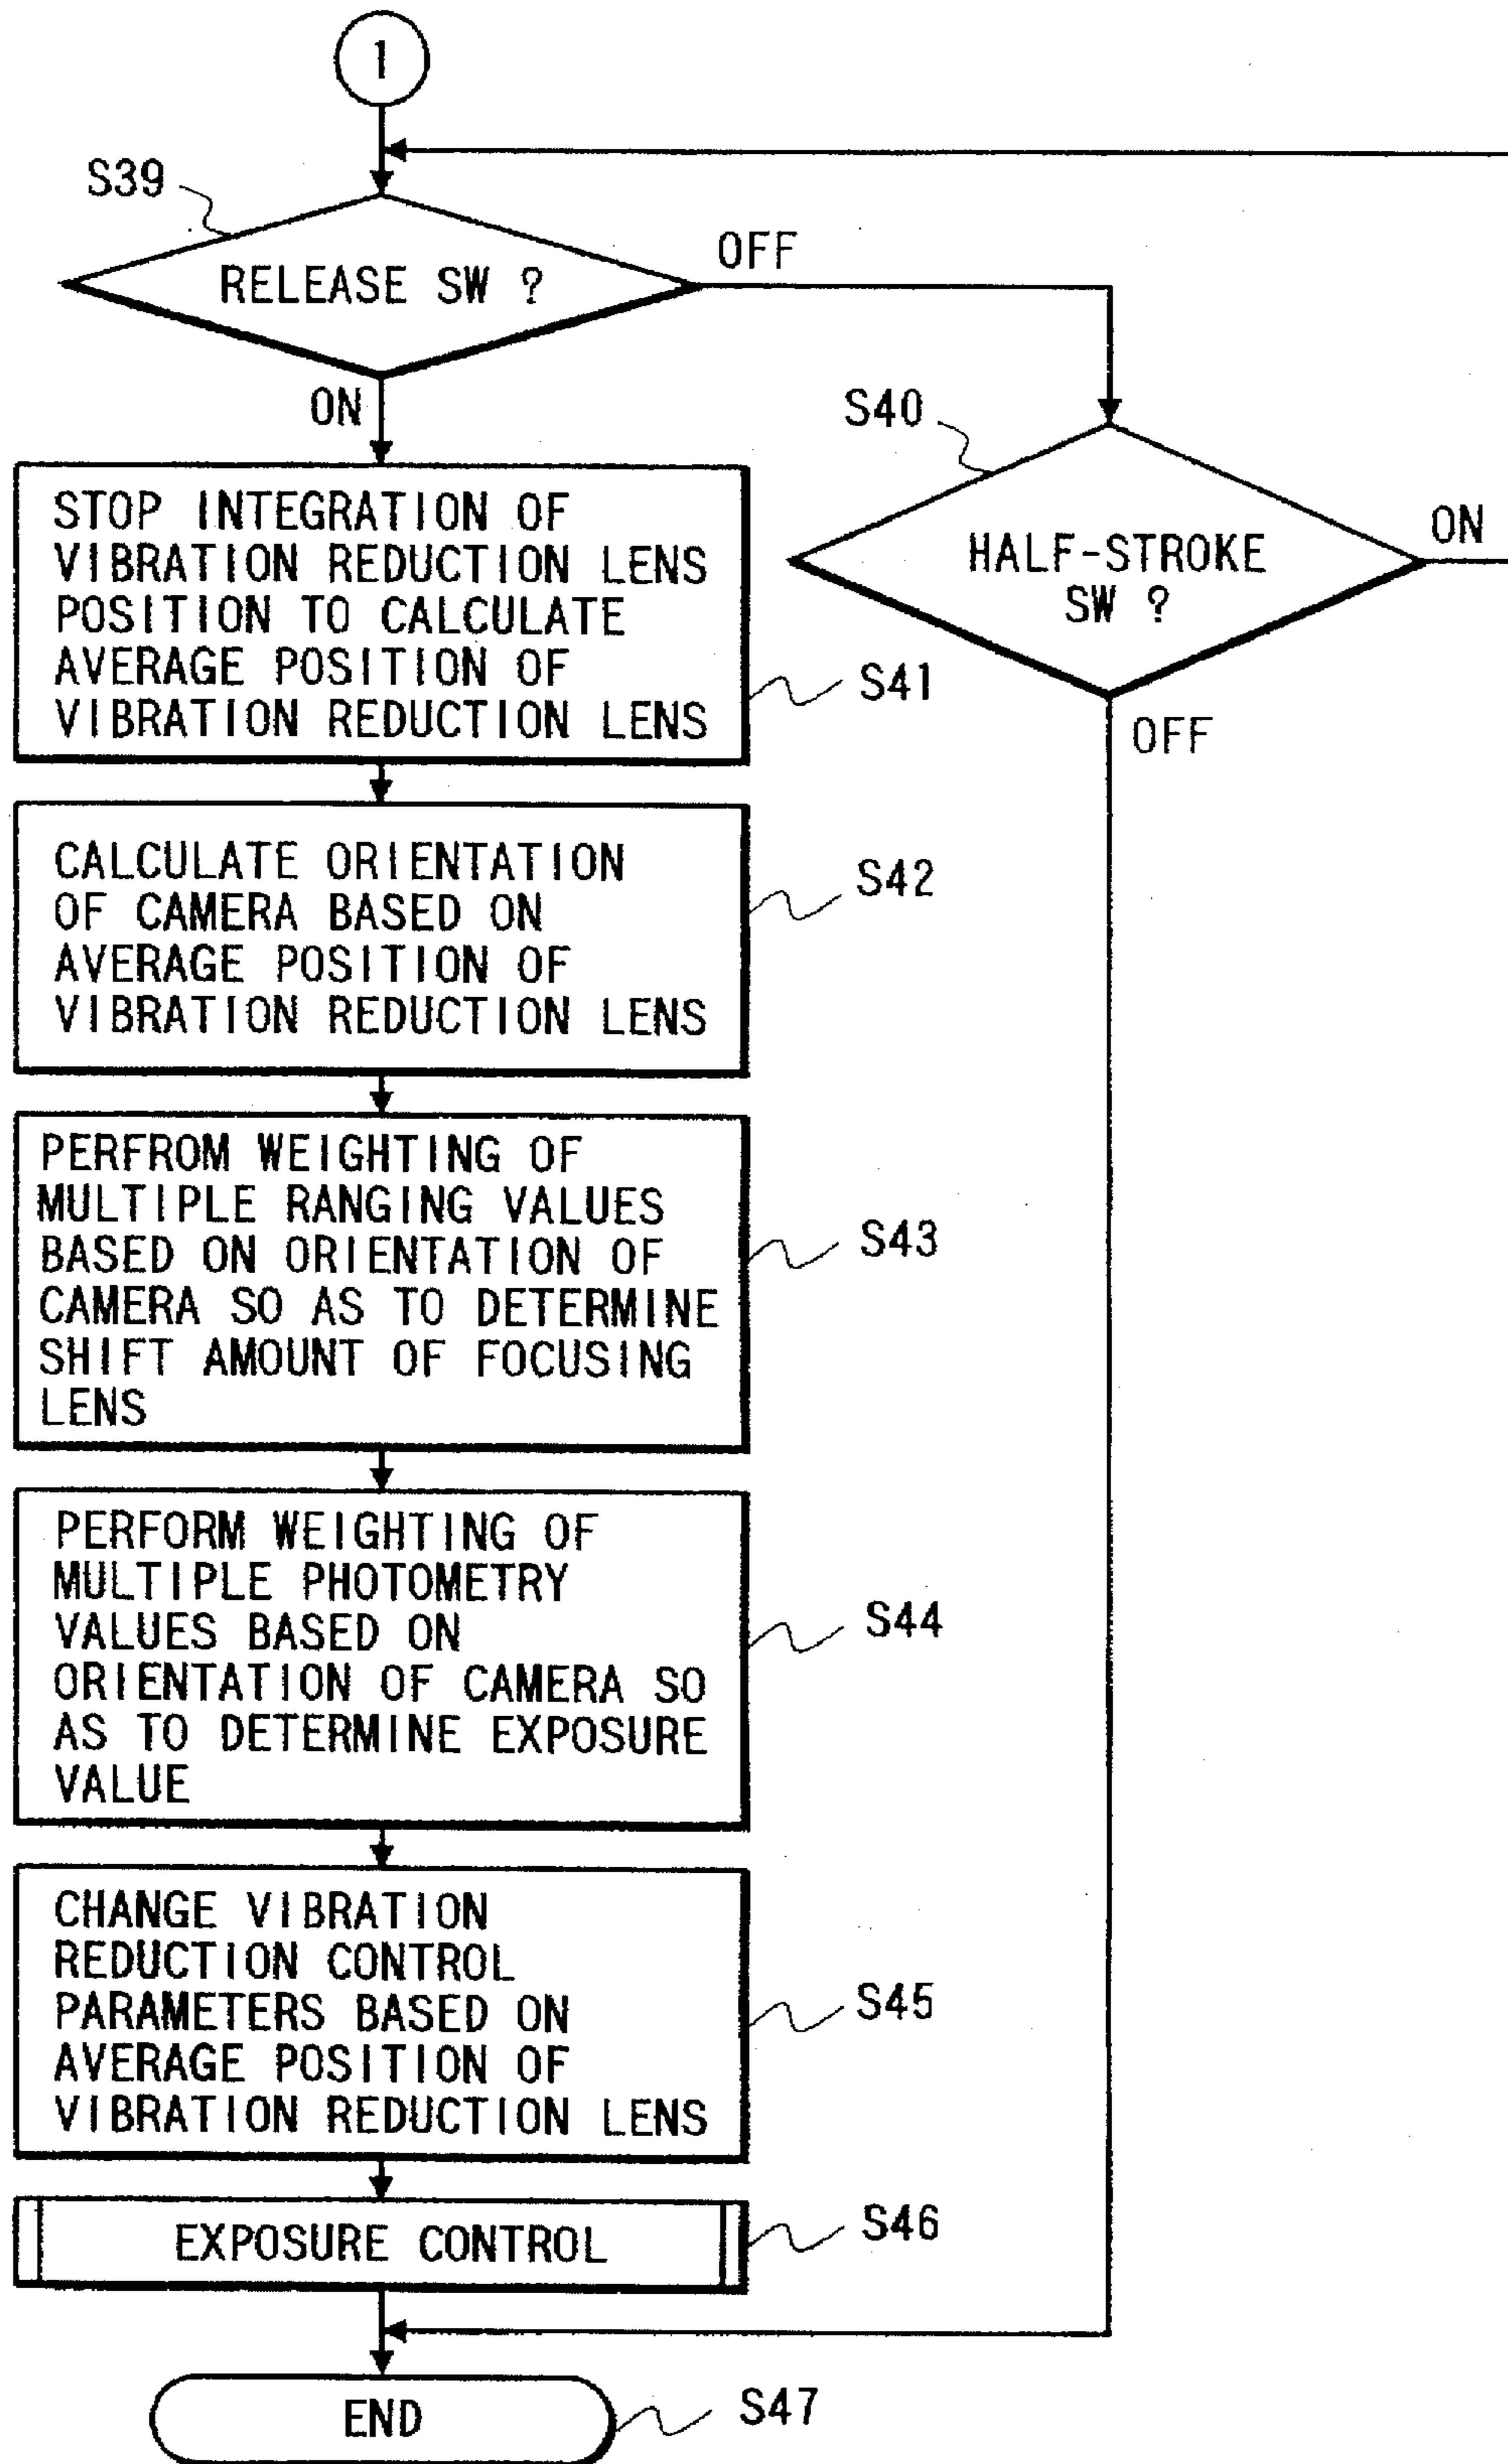 1
S39
RELEASE SW ?
OFF
ON
S40
HALF-STROKE
SW ?
ON
OFF
STOP INTEGRATION OF
VIBRATION REDUCTION LENS
POSITION TO CALCULATE
AVERAGE POSITION OF
VIBRATION REDUCTION LENS
S41
CALCULATE ORIENTATION
OF CAMERA BASED ON
AVERAGE POSITION OF
VIBRATION REDUCTION LENS
S42
PERFROM WEIGHTING OF
MULTIPLE RANGING VALUES
BASED ON ORIENTATION OF
CAMERA SO AS TO DETERMINE
SHIFT AMOUNT OF FOCUSING
LENS
S43
PERFORM WEIGHTING OF
MULTIPLE PHOTOMETRY
VALUES BASED ON
ORIENTATION OF CAMERA SO
AS TO DETERMINE EXPOSURE
VALUE
S44
CHANGE VIBRATION
REDUCTION CONTROL
PARAMETERS BASED ON
AVERAGE POSITION OF
VIBRATION REDUCTION LENS
S45
EXPOSURE CONTROL
S46
END
S47